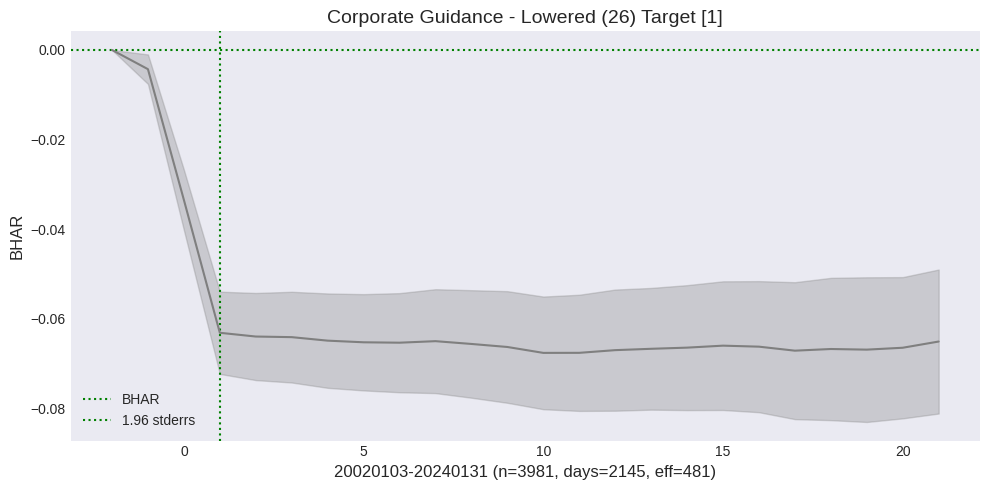 Corporate Guidance - Lowered (26) Target [1]
BHAR
0.00
−0.02
−0.04
−0.06
−0.08
BHAR
1.96 stderrs
0 5 10 15 20
20020103-20240131 (n=3981, days=2145, eff=481)